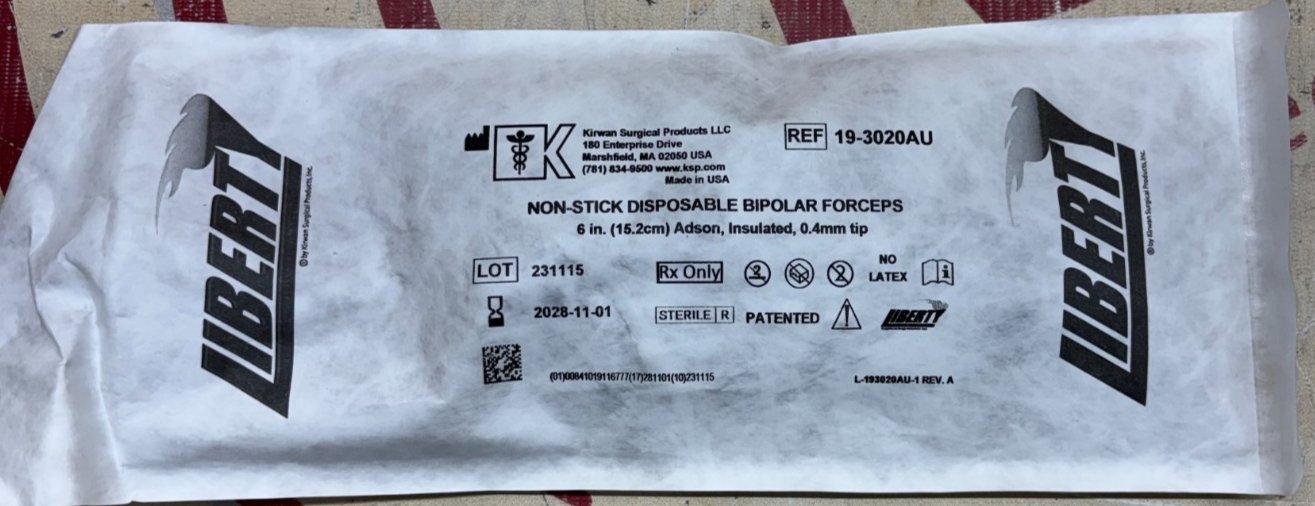 LIBERTY
© by Kirwan Surgical Products, Inc.
K
Kirwan Surgical Products LLC
180 Enterprise Drive
Marshfield, MA 02050 USA
(781) 834-9500 www.ksp.com
Made in USA
REF 19-3020AU
NON-STICK DISPOSABLE BIPOLAR FORCEPS
6 in. (15.2cm) Adson, Insulated, 0.4mm tip
LOT 231115 Rx Only 2 NO LATEX i
2028-11-01 STERILE R PATENTED LIBERTY
(01)00841019116777(17)281101(10)231115 L-193020AU-1 REV. A
LIBERTY
© by Kirwan Surgical Products, Inc.